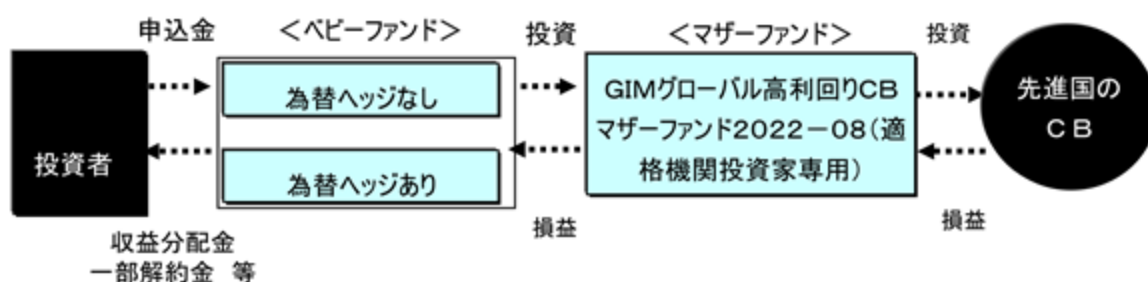 申込金
＜ベビーファンド＞
投資
＜マザーファンド＞
投資
為替ヘッジなし
為替ヘッジあり
GIMグローバル高利回りCB
マザーファンド2022－08（適
格機関投資家専用）
先進国の
ＣＢ
投資者
損益
損益
収益分配金
一部解約金　等